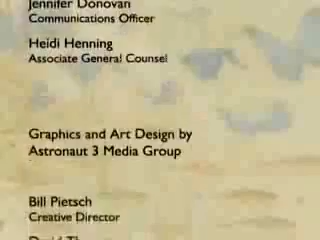 Jennifer Donovan
Communications Officer
Heidi Henning
Associate General Counsel
Graphics and Art Design by
Astronaut 3 Media Group
Bill Pietsch
Creative Director
David